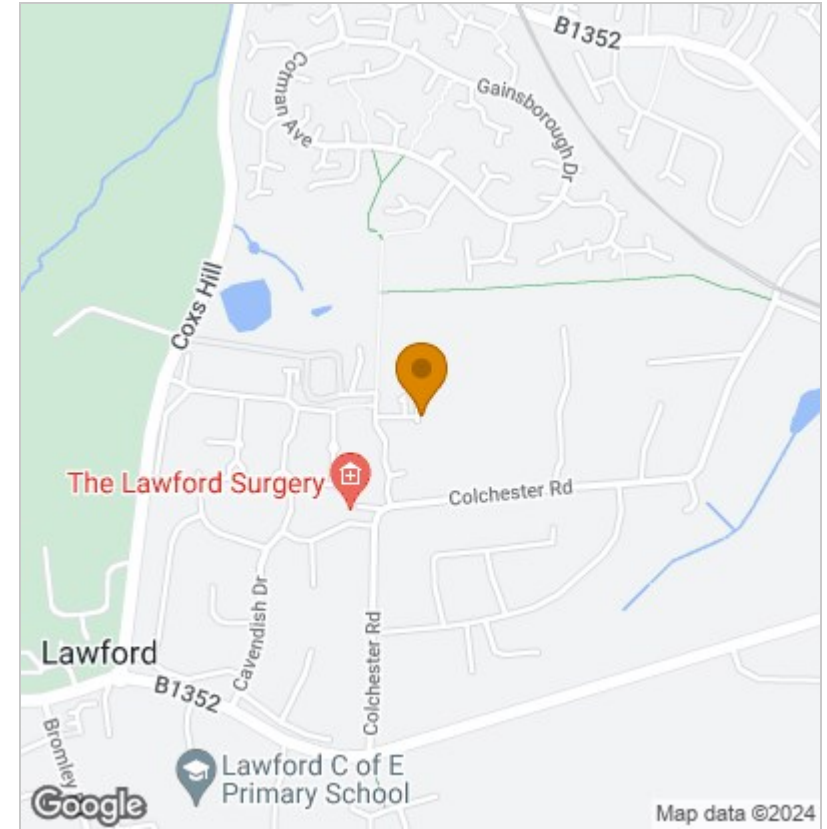 B1352
Cotman Ave
Gainsborough Dr
Coxs Hill
The Lawford Surgery
Colchester Rd
Cavendish Dr
Colchester Rd
Lawford
B1352
Bromley
Lawford C of E
Primary School
Google
Map data ©2024